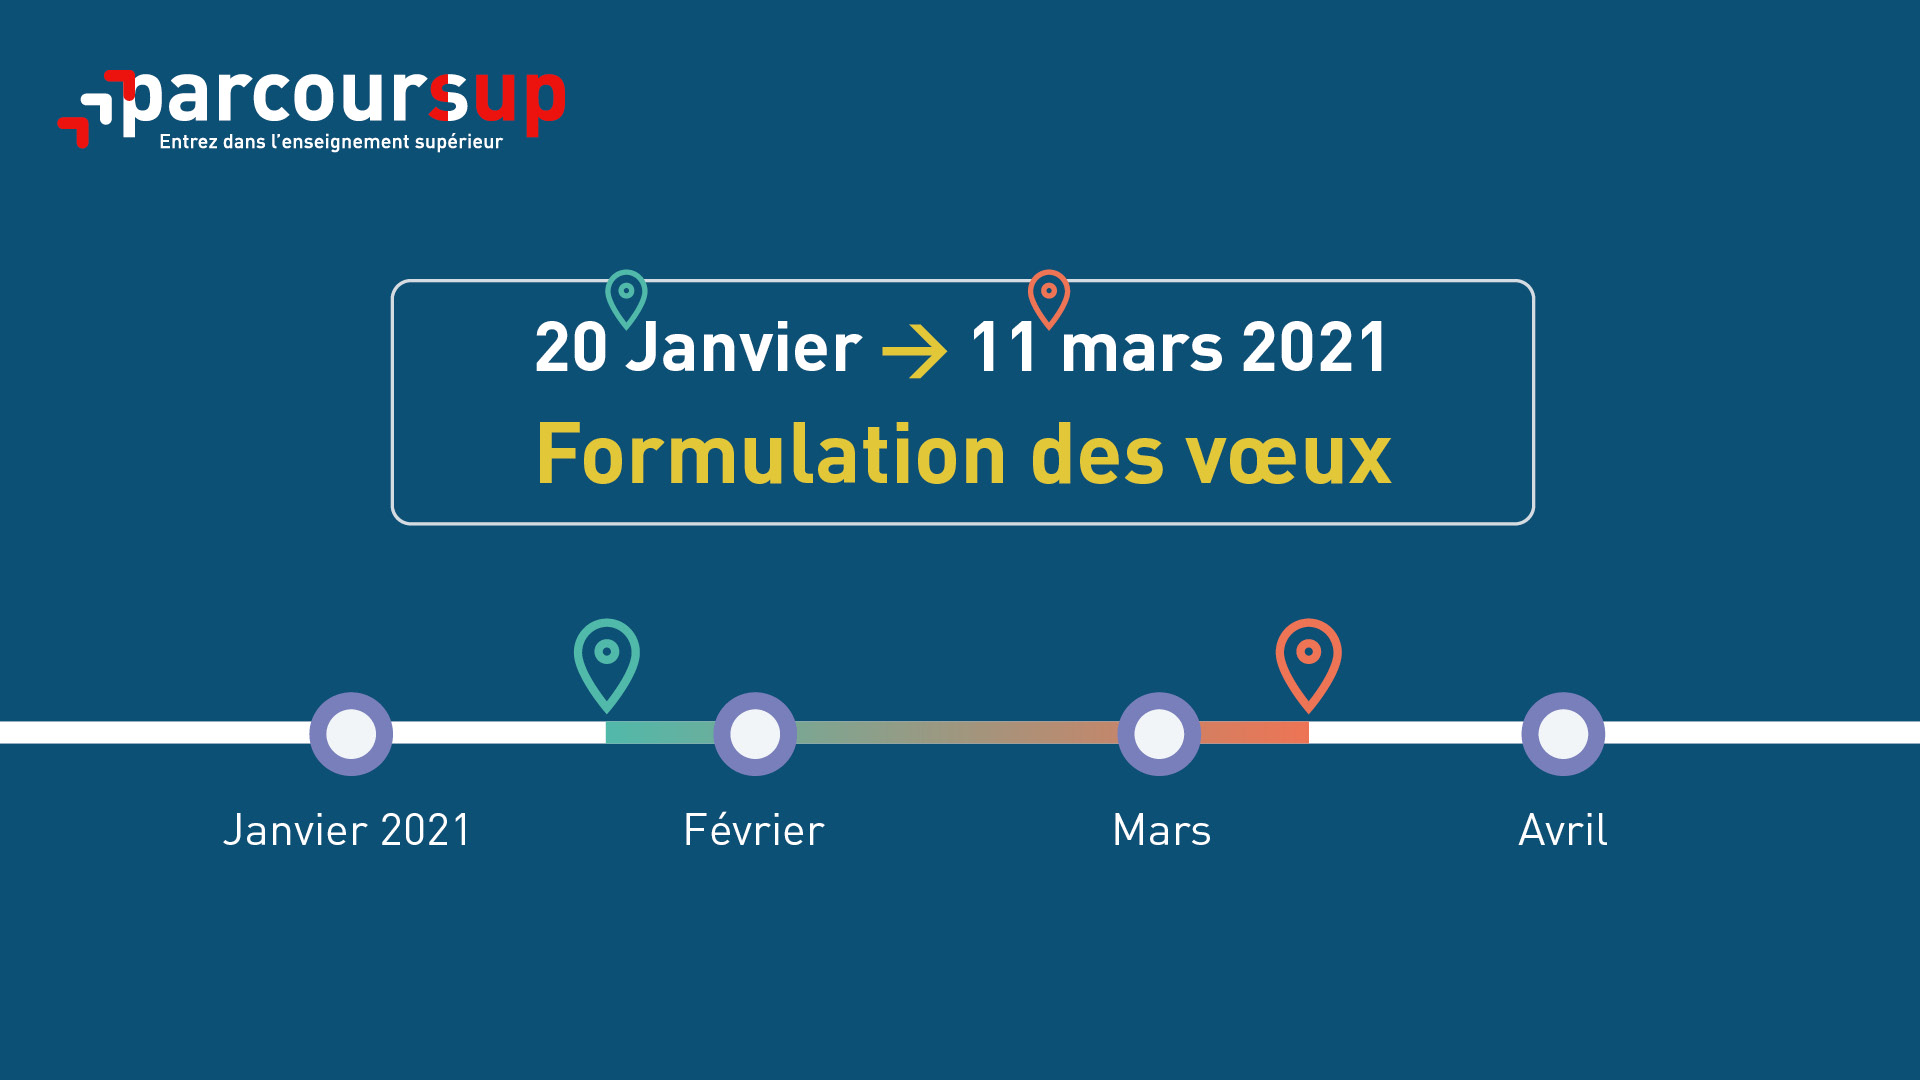 parcoursup
Entrez dans l'enseignement supérieur
20 Janvier → 11 mars 2021
Formulation des vœux
Janvier 2021
Février
Mars
Avril